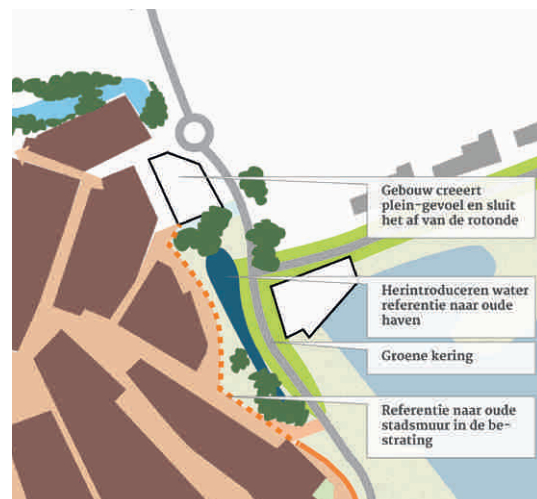 Gebouw creeert
plein-gevoel en sluit
het af van de rotonde
Herintroduceren water
referentie naar oude
haven
Groene kering
Referentie naar oude
stadsmuur in de be-
strating